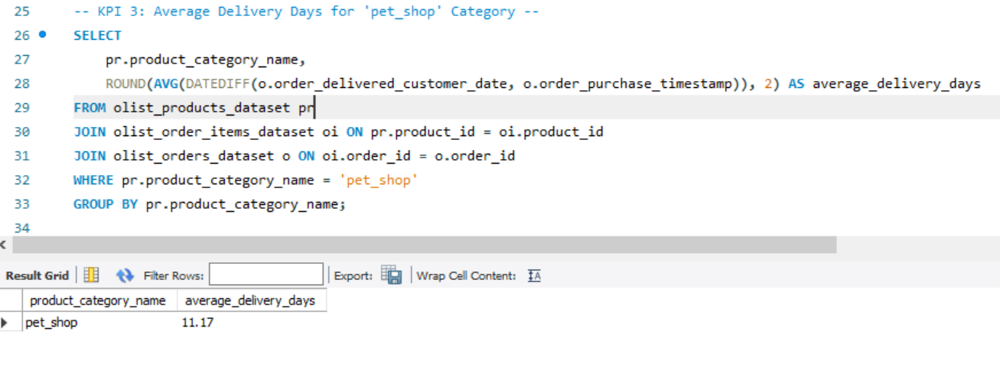 25 -- KPI 3: Average Delivery Days for 'pet_shop' Category --
26 SELECT
27 pr.product_category_name,
28 ROUND(AVG(DATEDIFF(o.order_delivered_customer_date, o.order_purchase_timestamp)), 2) AS average_delivery_days
29 FROM olist_products_dataset pr
30 JOIN olist_order_items_dataset oi ON pr.product_id = oi.product_id
31 JOIN olist_orders_dataset o ON oi.order_id = o.order_id
32 WHERE pr.product_category_name = 'pet_shop'
33 GROUP BY pr.product_category_name;
34
Result Grid Filter Rows: Export: Wrap Cell Content: IA
product_category_name average_delivery_days
pet_shop 11.17